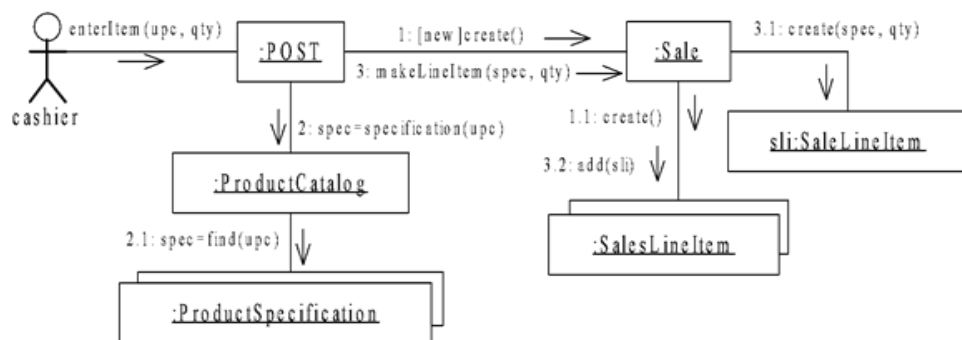 enterItem(upc, qty)
1: [new]create()
3.1: create(spec, qty)
:POST
:Sale
3: makeLineItem(spec, qty)
cashier
2: spec=specification(upc)
1.1: create()
sli:SaleLineItem
3.2: add(sli)
:ProductCatalog
2.1: spec=find(upc)
:SalesLineItem
:ProductSpecification